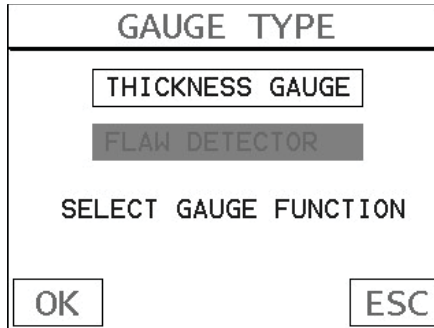 GAUGE TYPE
THICKNESS GAUGE
FLAW DETECTOR
SELECT GAUGE FUNCTION
OK ESC